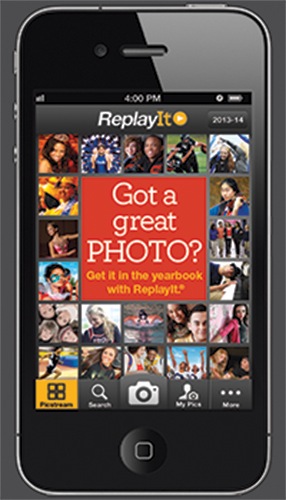 4:00 PM
ReplayIt
2013-14
Got a
great
PHOTO?
Get it in the yearbook
with ReplayIt.®
Picstream
Search
My Pics
More